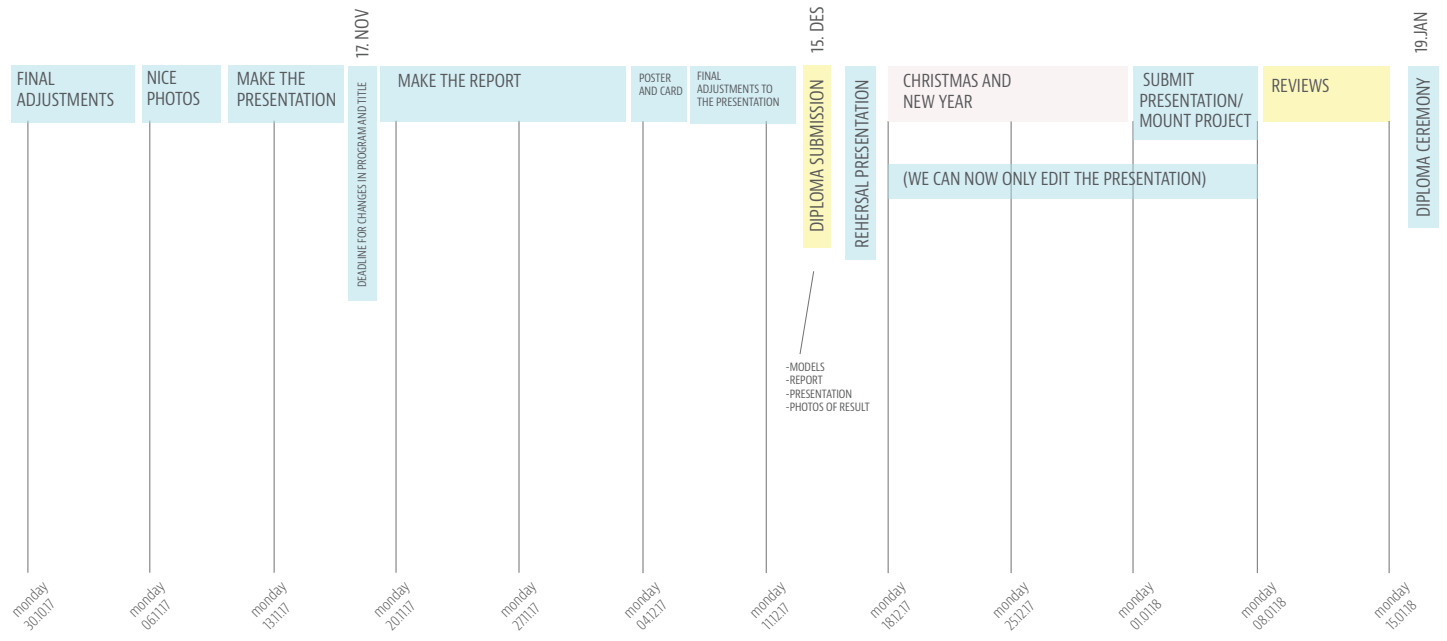 17. NOV
15. DES
19.JAN
FINAL
ADJUSTMENTS
NICE
PHOTOS
MAKE THE
PRESENTATION
DEADLINE FOR CHANGES IN PROGRAM AND TITLE
MAKE THE REPORT
POSTER
AND CARD
FINAL
ADJUSTMENTS TO
THE PRESENTATION
DIPLOMA SUBMISSION
REHERSAL PRESENTATION
CHRISTMAS AND
NEW YEAR
SUBMIT
PRESENTATION/
MOUNT PROJECT
REVIEWS
DIPLOMA CEREMONY
(WE CAN NOW ONLY EDIT THE PRESENTATION)
-MODELS
-REPORT
-PRESENTATION
-PHOTOS OF RESULT
monday
30.10.17
monday
06.11.17
monday
13.11.17
monday
20.11.17
monday
27.11.17
monday
04.12.17
monday
11.12.17
monday
18.12.17
monday
25.12.17
monday
01.01.18
monday
08.01.18
monday
15.01.18